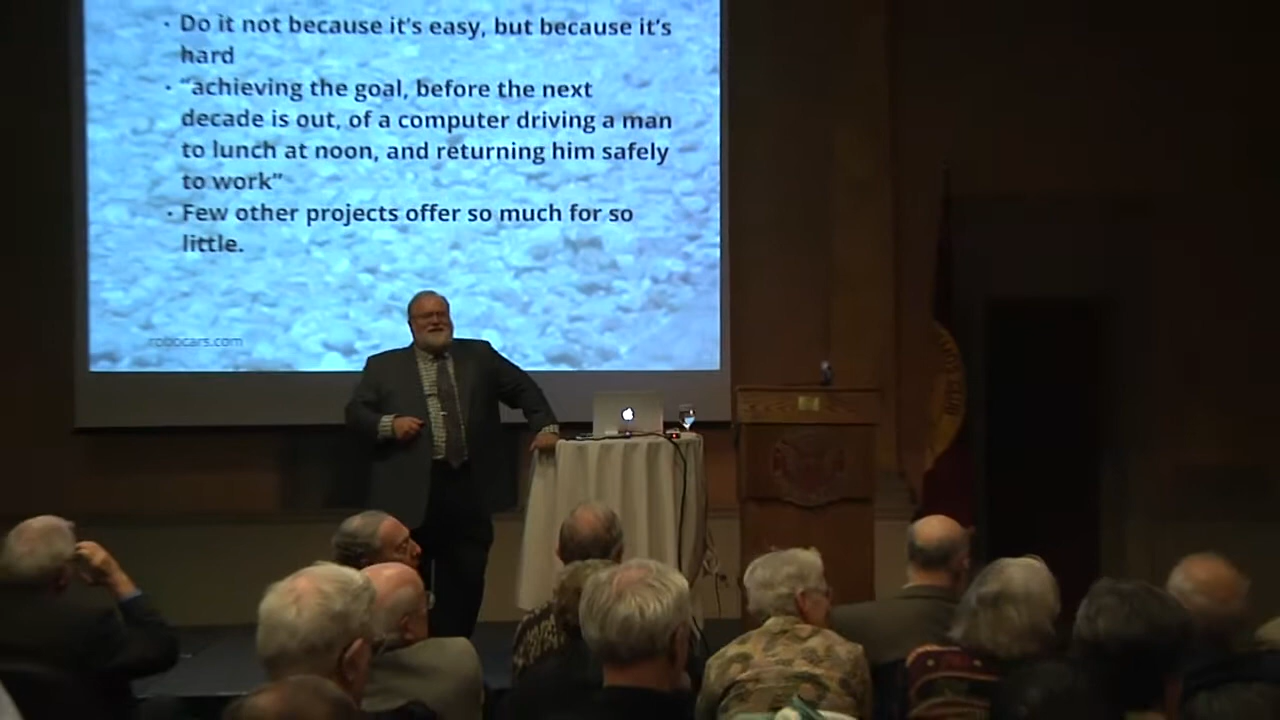 · Do it not because it's easy, but because it's
hard
· "achieving the goal, before the next
decade is out, of a computer driving a man
to lunch at noon, and returning him safely
to work"
· Few other projects offer so much for so
little.
robocars.com